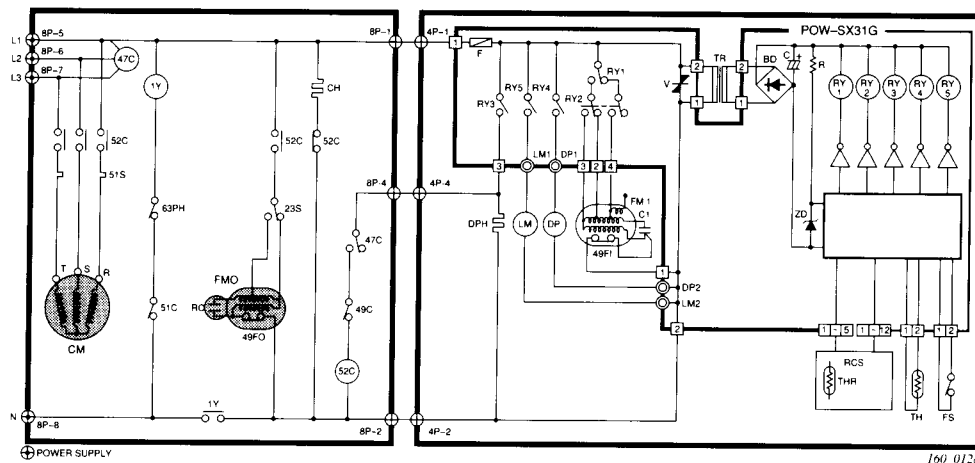 POW-SX31G
L1 8P-5
L2 8P-6
L3 8P-7
47C
8P-1
4P-1
1
F
2 TR 2
BD
C +
R
RY 1
RY 2
RY 3
RY 4
RY 5
1Y
CH
RY3
RY5
RY4
RY2
RY1
V
1
1
52C
52C
52C
51S
LM1
DP1
3
3 2 4
8P-4
4P-4
63PH
23S
47C
DPH
LM
DP
FM 1
C1
49FI
ZD
T S R
FMO
RC
49FO
51C
49C
1
DP2
LM2
2
CM
52C
1 ~ 5
1 ~ 12
1 2
1 2
RCS
THR
TH
FS
N
8P-8
1Y
8P-2
4P-2
POWER SUPPLY